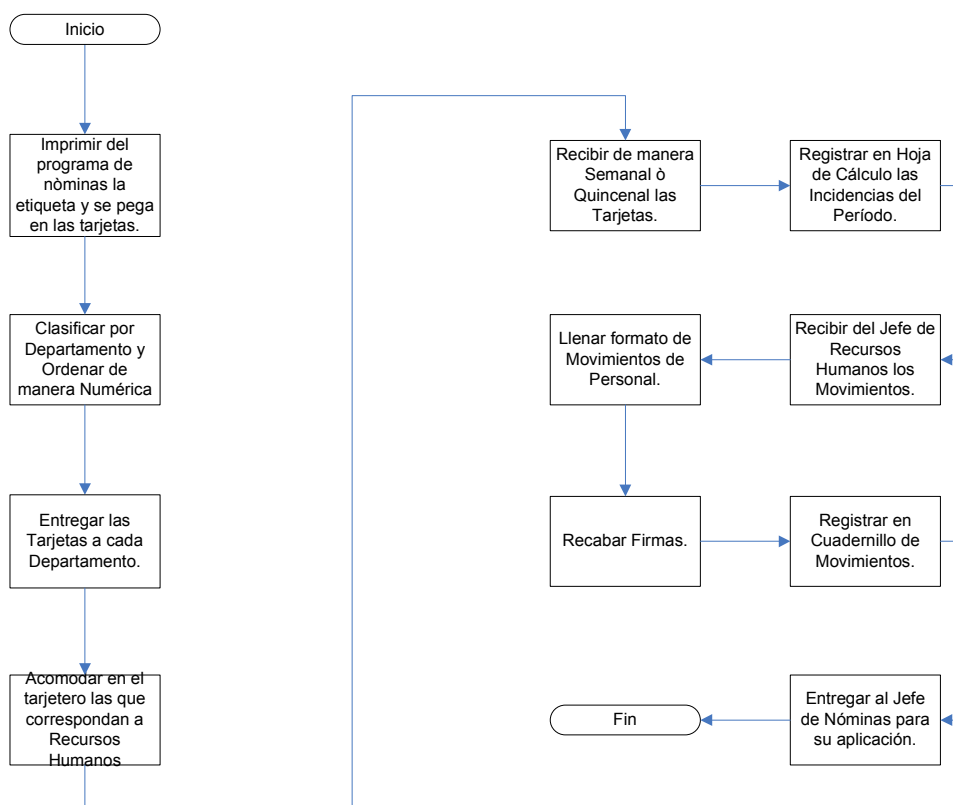 Inicio
Imprimir del
programa de
nòminas la
etiqueta y se pega
en las tarjetas.
Clasificar por
Departamento y
Ordenar de
manera Numérica
Entregar las
Tarjetas a cada
Departamento.
Acomodar en el
tarjetero las que
correspondan a
Recursos
Humanos
Recibir de manera
Semanal ò
Quincenal las
Tarjetas.
Registrar en Hoja
de Cálculo las
Incidencias del
Período.
Recibir del Jefe de
Recursos
Humanos los
Movimientos.
Llenar formato de
Movimientos de
Personal.
Recabar Firmas.
Registrar en
Cuadernillo de
Movimientos.
Entregar al Jefe
de Nóminas para
su aplicación.
Fin